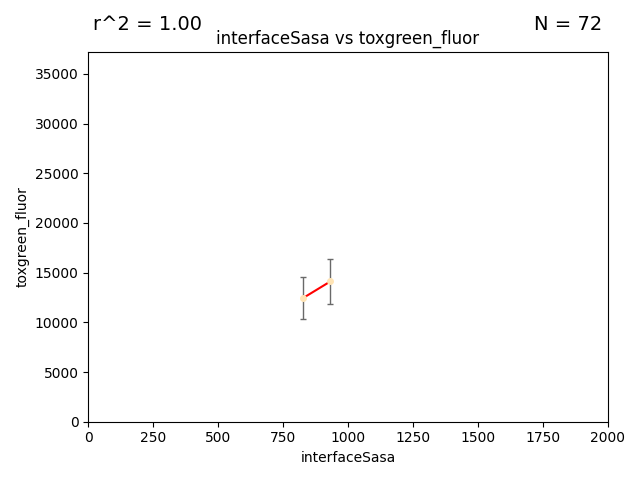 r^2 = 1.00
N = 72
interfaceSasa vs toxgreen_fluor
35000
30000
25000
20000
15000
10000
5000
0
toxgreen_fluor
0 250 500 750 1000 1250 1500 1750 2000
interfaceSasa